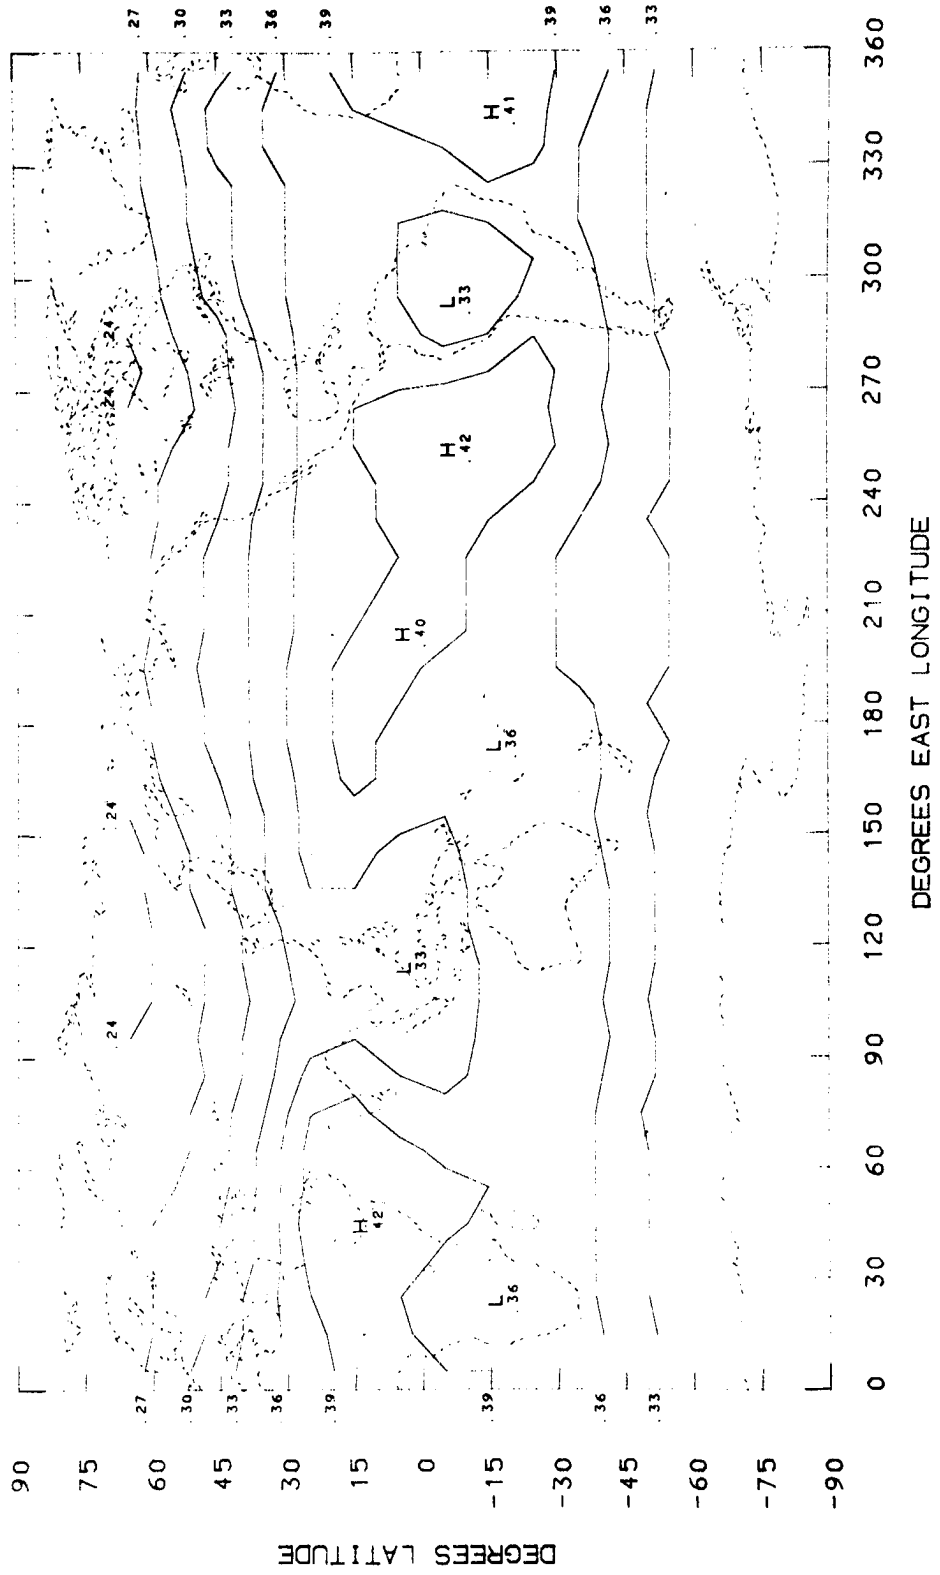 .27 .30 .33 .36 .39 .39 .36 .33
90
75
60
45
30
15
0
-15
-30
-45
-60
-75
-90
DEGREES LATITUDE
.27
.30
.33
.36
.39
.39
.36
.33
24
24
24
24
H
.41
L
.33
H
.42
H
.40
L
.36
L
.33
H
.42
L
.36
0 30 60 90 120 150 180 210 240 270 300 330 360
DEGREES EAST LONGITUDE